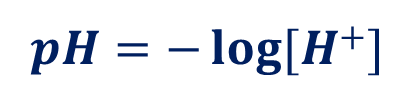 pH = − log[H⁺]